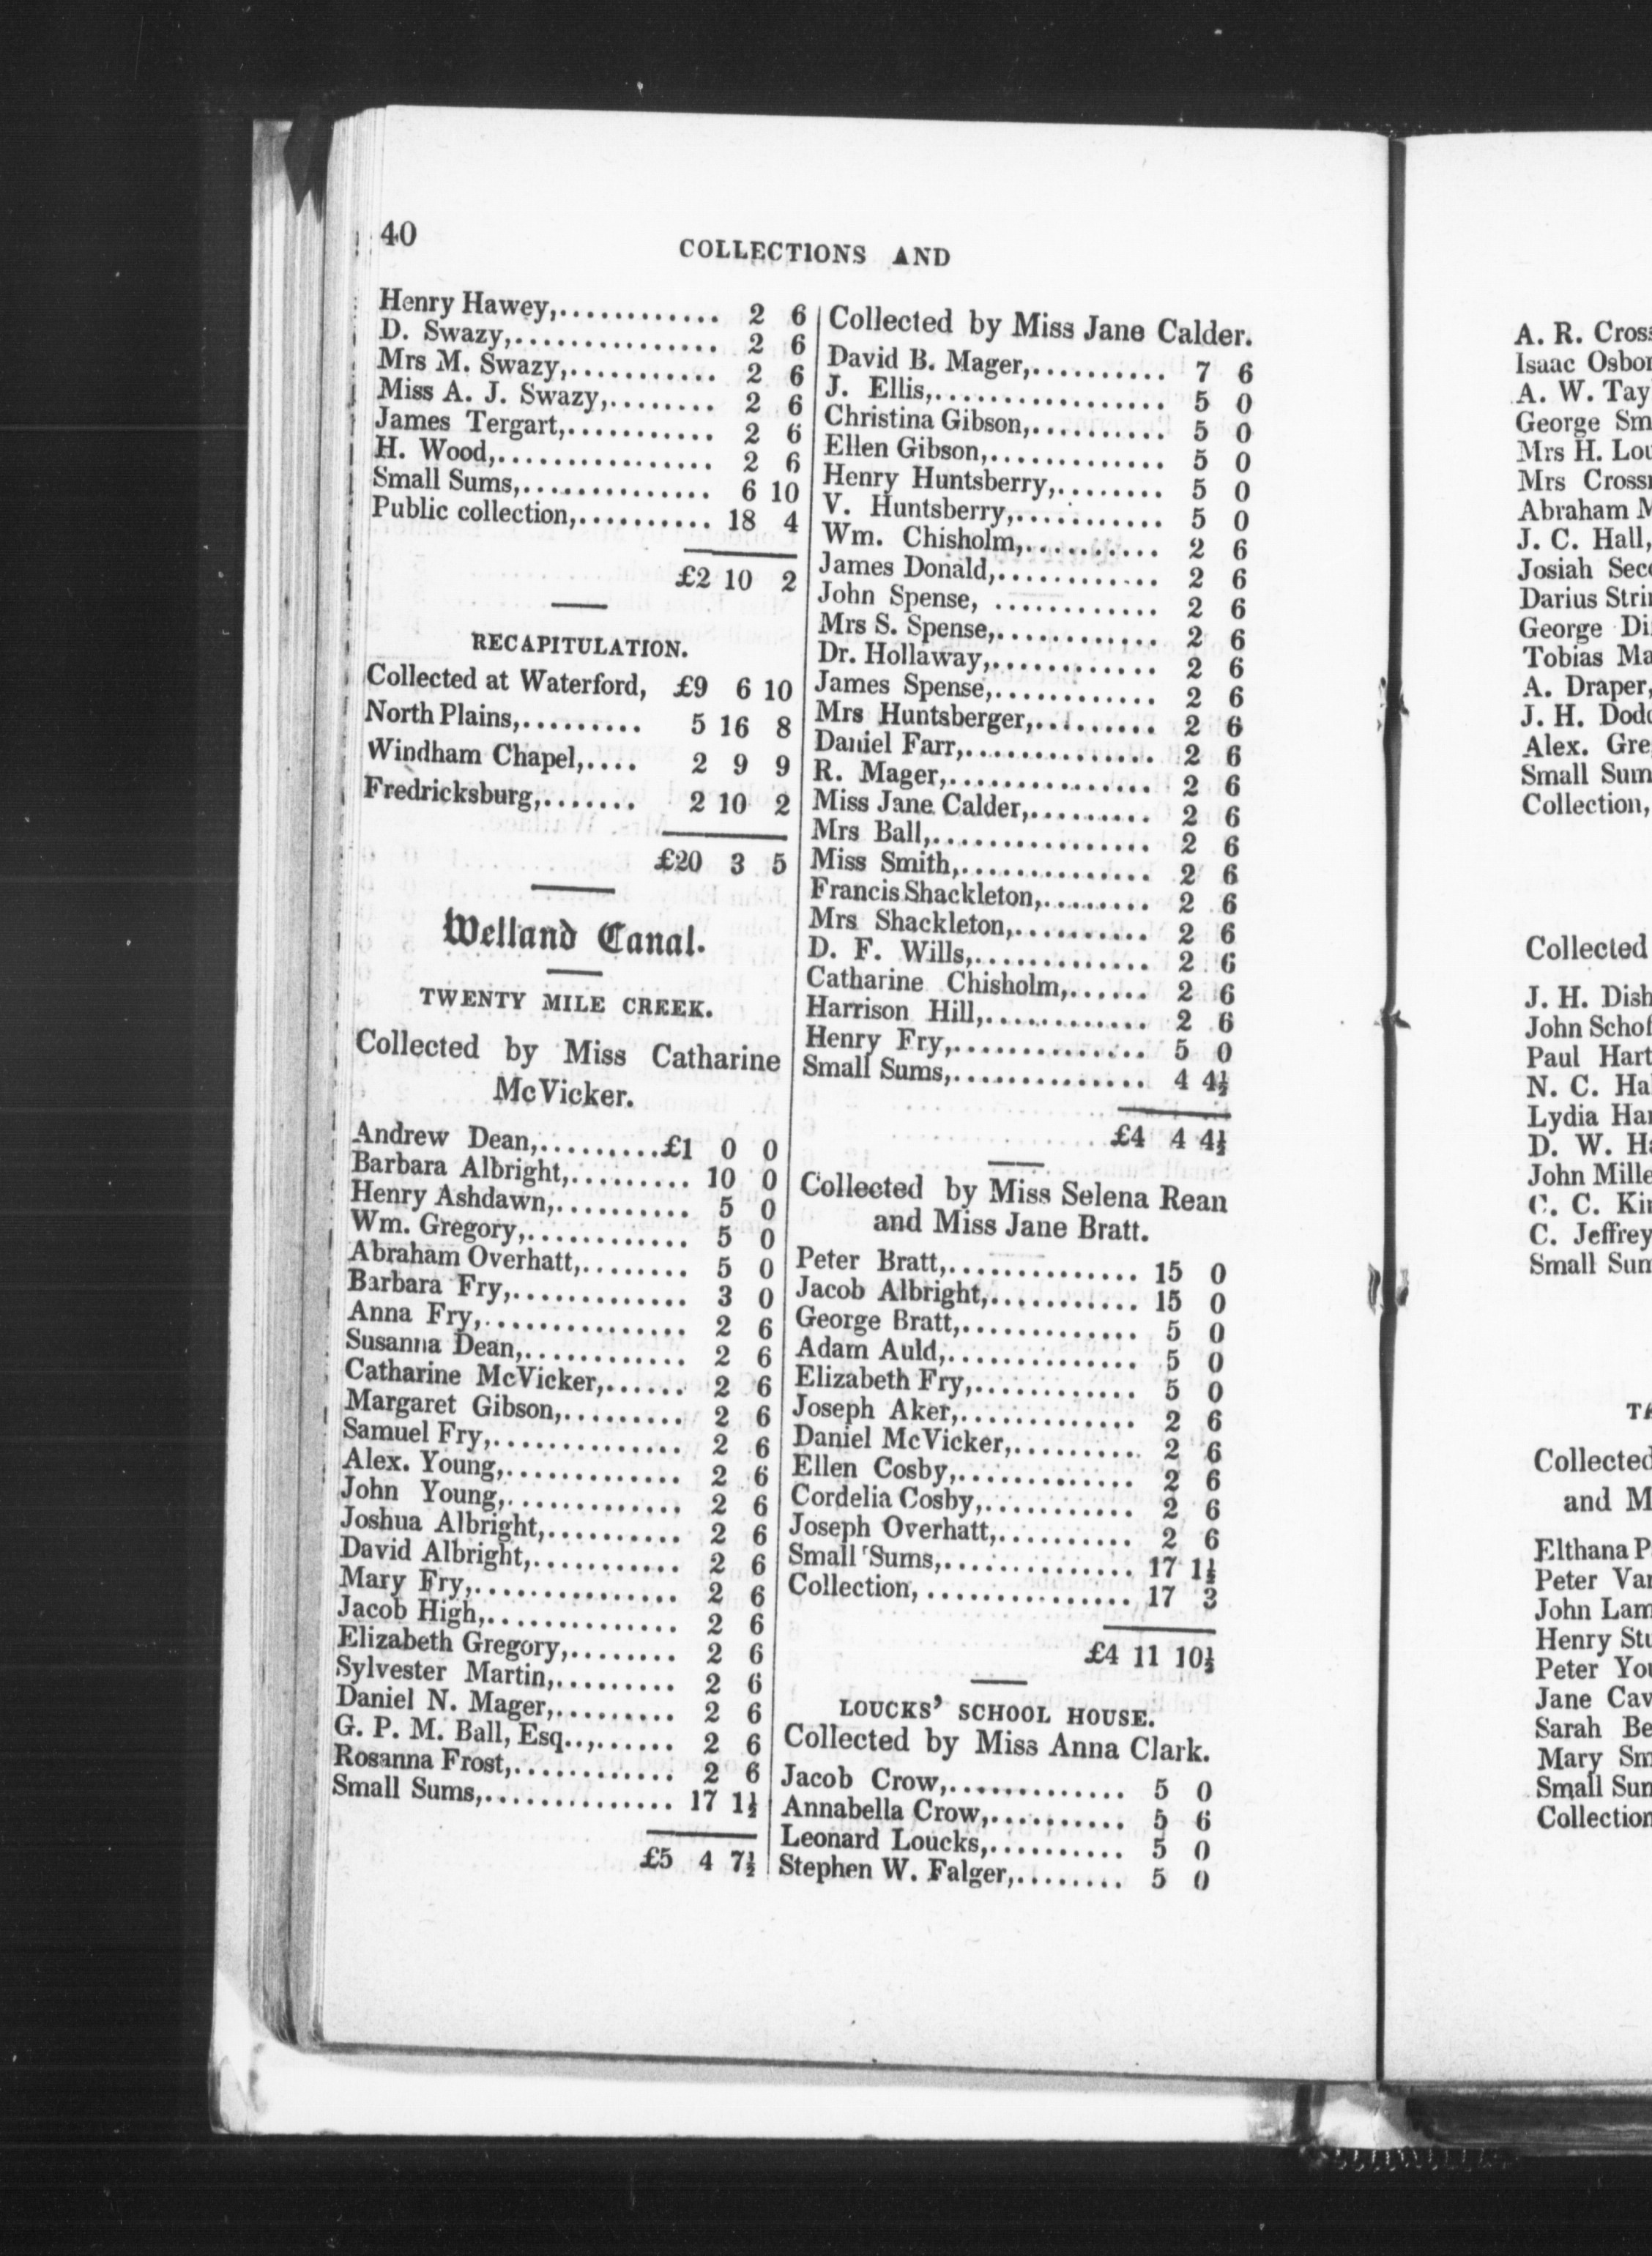 40
COLLECTIONS AND
Henry Hawey,............ 2 6
D. Swazy,............... 2 6
Mrs M. Swazy,........... 2 6
Miss A. J. Swazy,........ 2 6
James Tergart,........... 2 6
H. Wood,................ 2 6
Small Sums,.............. 6 10
Public collection,.......... 18 4
£2 10 2
RECAPITULATION.
Collected at Waterford, £9 6 10
North Plains,......... 5 16 8
Windham Chapel,.... 2 9 9
Fredricksburg,....... 2 10 2
£20 3 5
Welland Canal.
TWENTY MILE CREEK.
Collected by Miss Catharine
McVicker.
Andrew Dean,.........£1 0 0
Barbara Albright,......... 10 0
Henry Ashdawn,.......... 5 0
Wm. Gregory,............ 5 0
Abraham Overhatt,........ 5 0
Barbara Fry,............. 3 0
Anna Fry,............... 2 6
Susanna Dean,............ 2 6
Catharine McVicker,...... 2 6
Margaret Gibson,......... 2 6
Samuel Fry,.............. 2 6
Alex. Young,............. 2 6
John Young,............. 2 6
Joshua Albright,.......... 2 6
David Albright,........... 2 6
Mary Fry,............... 2 6
Jacob High,.............. 2 6
Elizabeth Gregory,........ 2 6
Sylvester Martin,......... 2 6
Daniel N. Mager,......... 2 6
G. P. M. Ball, Esq..,...... 2 6
Rosanna Frost,............ 2 6
Small Sums,.............. 17 1½
£5 4 7½
Collected by Miss Jane Calder.
David B. Mager,.......... 7 6
J. Ellis,................. 5 0
Christina Gibson,.......... 5 0
Ellen Gibson,............. 5 0
Henry Huntsberry,........ 5 0
V. Huntsberry,........... 5 0
Wm. Chisholm,.......... 2 6
James Donald,............ 2 6
John Spense, ............ 2 6
Mrs S. Spense,............ 2 6
Dr. Hollaway,............ 2 6
James Spense,............ 2 6
Mrs Huntsberger,......... 2 6
Daniel Farr,.............. 2 6
R. Mager,............... 2 6
Miss Jane Calder,......... 2 6
Mrs Ball,................ 2 6
Miss Smith,.............. 2 6
Francis Shackleton,........ 2 6
Mrs Shackleton,.......... 2 6
D. F. Wills,............. 2 6
Catharine Chisholm,...... 2 6
Harrison Hill,............ 2 6
Henry Fry,.............. 5 0
Small Sums,.............. 4 4½
£4 4 4½
Collected by Miss Selena Rean
and Miss Jane Bratt.
Peter Bratt,.............. 15 0
Jacob Albright,........... 15 0
George Bratt,............. 5 0
Adam Auld,.............. 5 0
Elizabeth Fry,............ 5 0
Joseph Aker,............. 2 6
Daniel McVicker,.......... 2 6
Ellen Cosby,............. 2 6
Cordelia Cosby,........... 2 6
Joseph Overhatt,.......... 2 6
Small Sums,.............. 17 1½
Collection, ................ 17 3
£4 11 10½
LOUCKS' SCHOOL HOUSE.
Collected by Miss Anna Clark.
Jacob Crow,............. 5 0
Annabella Crow,.......... 5 6
Leonard Loucks,.......... 5 0
Stephen W. Falger,........ 5 0
A. R. Cross
Isaac Osbor
A. W. Tay
George Sm
Mrs H. Lou
Mrs Cross
Abraham M
J. C. Hall,
Josiah Seco
Darius Stri
George Di
Tobias Ma
A. Draper,
J. H. Dodd
Alex. Gre
Small Sum
Collection,
Collected
J. H. Dish
John Schof
Paul Hart
N. C. Ha
Lydia Ha
D. W. Ha
John Mille
C. C. Ki
C. Jeffrey
Small Sum
Collected
and M
Elthana P
Peter Va
John Lam
Henry Stu
Peter You
Jane Cav
Sarah Be
Mary Sm
Small Sum
Collection